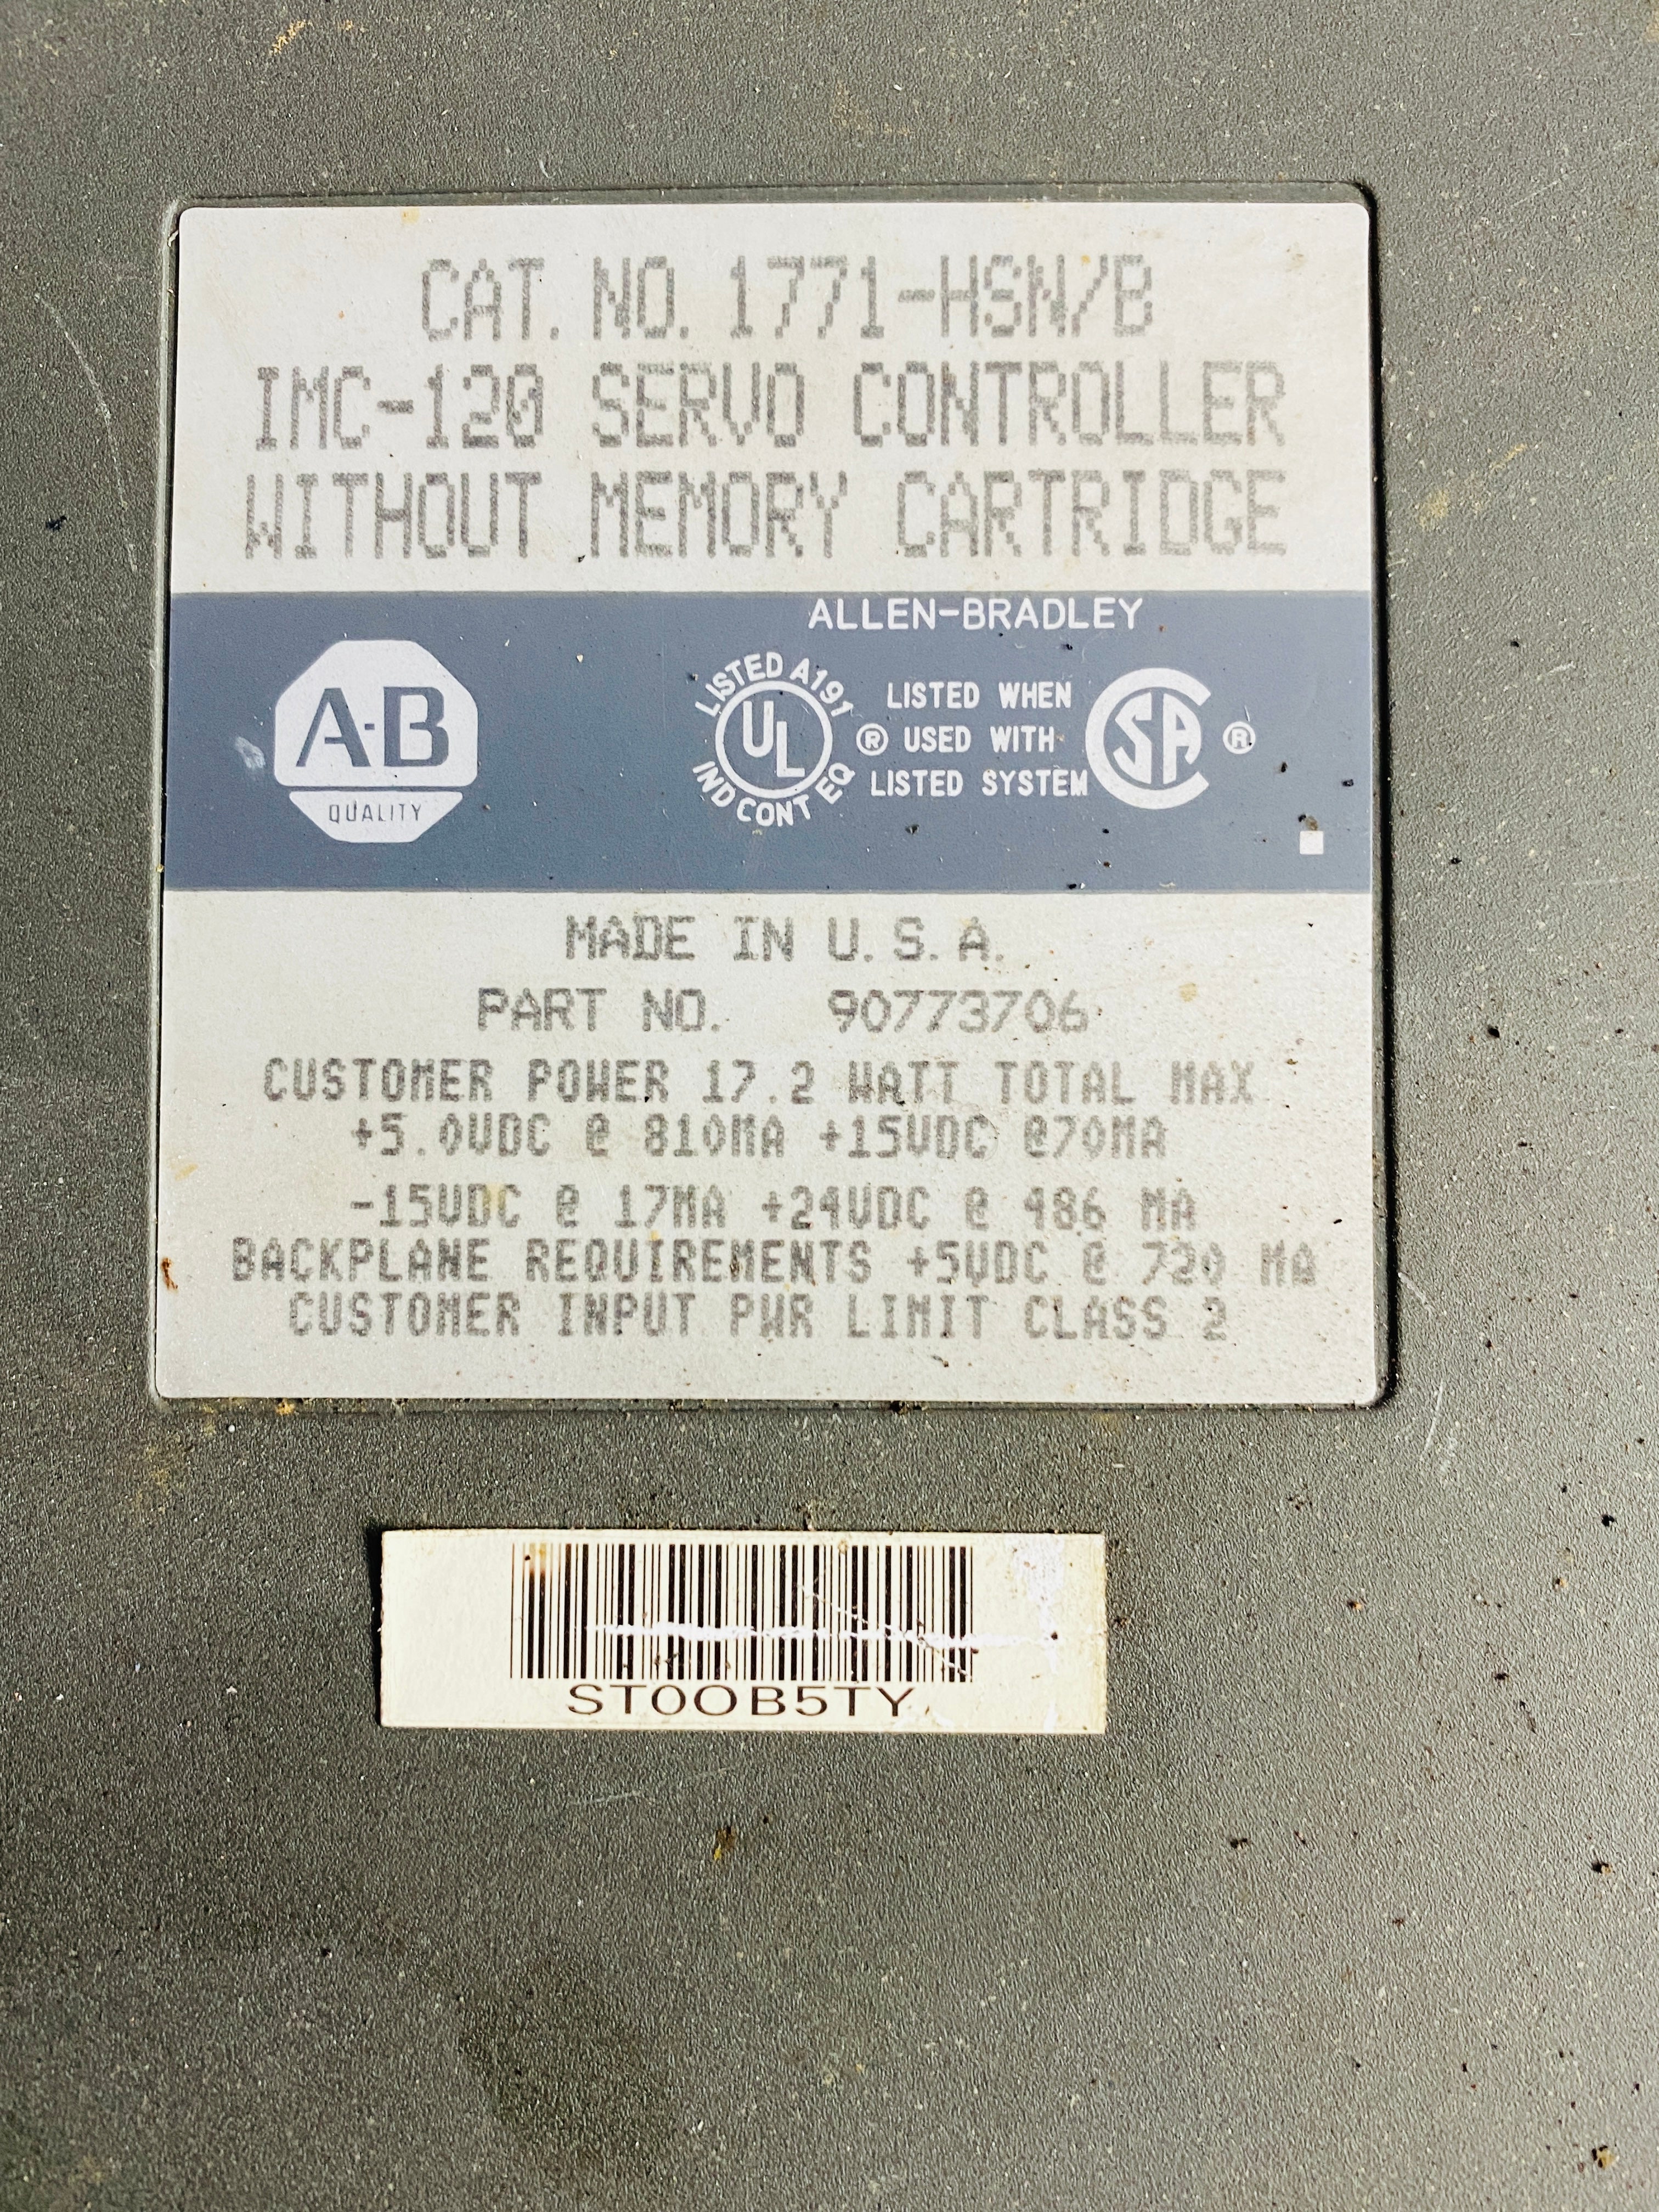 CAT. NO. 1771-HSN/B
IMC-120 SERVO CONTROLLER
WITHOUT MEMORY CARTRIDGE
ALLEN-BRADLEY
A-B
QUALITY
LISTED A191
UL
IND CONT EQ
®
LISTED WHEN
USED WITH
LISTED SYSTEM
SA
®
MADE IN U.S.A.
PART NO. 90773706
CUSTOMER POWER 17.2 WATT TOTAL MAX
+5.0VDC @ 810MA +15VDC @70MA
-15VDC @ 17MA +24VDC @ 486 MA
BACKPLANE REQUIREMENTS +5VDC @ 720 MA
CUSTOMER INPUT PWR LIMIT CLASS 2
ST00B5TY